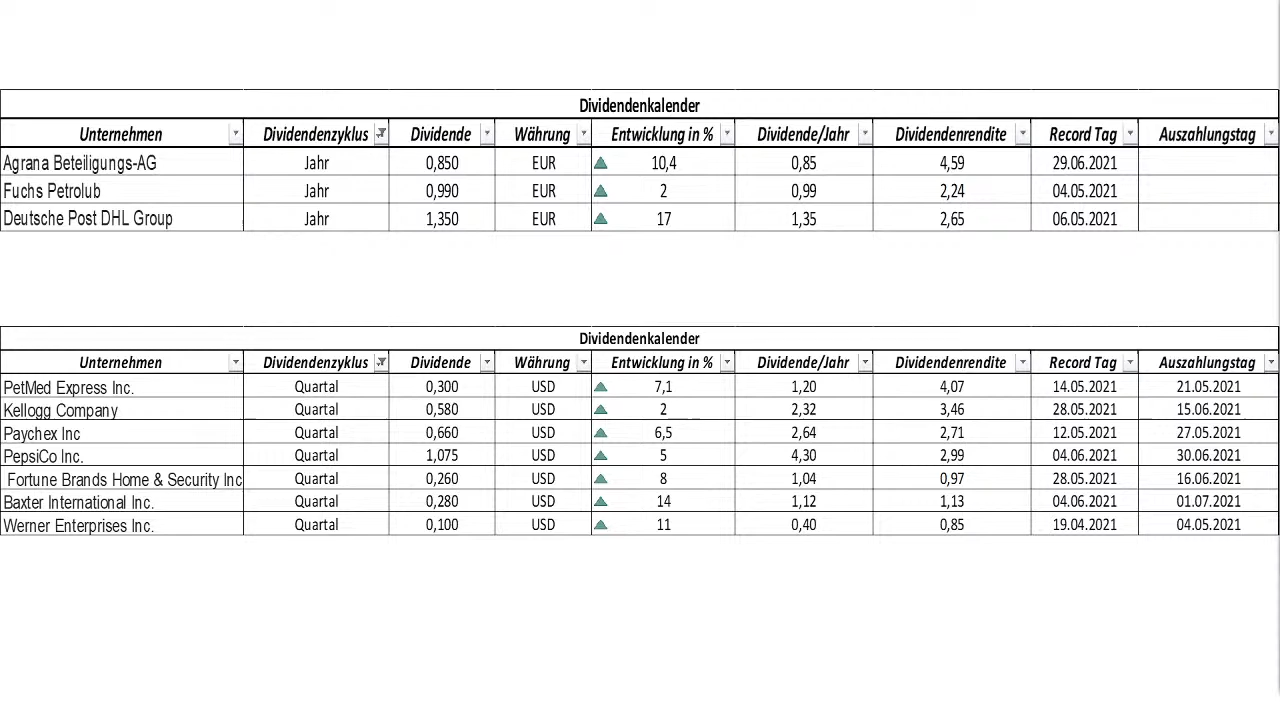 Dividendenkalender
Unternehmen Dividendenzyklus Dividende Währung Entwicklung in % Dividende/Jahr Dividendenrendite Record Tag Auszahlungstag
Agrana Beteiligungs-AG Jahr 0,850 EUR 10,4 0,85 4,59 29.06.2021
Fuchs Petrolub Jahr 0,990 EUR 2 0,99 2,24 04.05.2021
Deutsche Post DHL Group Jahr 1,350 EUR 17 1,35 2,65 06.05.2021
Dividendenkalender
Unternehmen Dividendenzyklus Dividende Währung Entwicklung in % Dividende/Jahr Dividendenrendite Record Tag Auszahlungstag
PetMed Express Inc. Quartal 0,300 USD 7,1 1,20 4,07 14.05.2021 21.05.2021
Kellogg Company Quartal 0,580 USD 2 2,32 3,46 28.05.2021 15.06.2021
Paychex Inc Quartal 0,660 USD 6,5 2,64 2,71 12.05.2021 27.05.2021
PepsiCo Inc. Quartal 1,075 USD 5 4,30 2,99 04.06.2021 30.06.2021
Fortune Brands Home & Security Inc Quartal 0,260 USD 8 1,04 0,97 28.05.2021 16.06.2021
Baxter International Inc. Quartal 0,280 USD 14 1,12 1,13 04.06.2021 01.07.2021
Werner Enterprises Inc. Quartal 0,100 USD 11 0,40 0,85 19.04.2021 04.05.2021